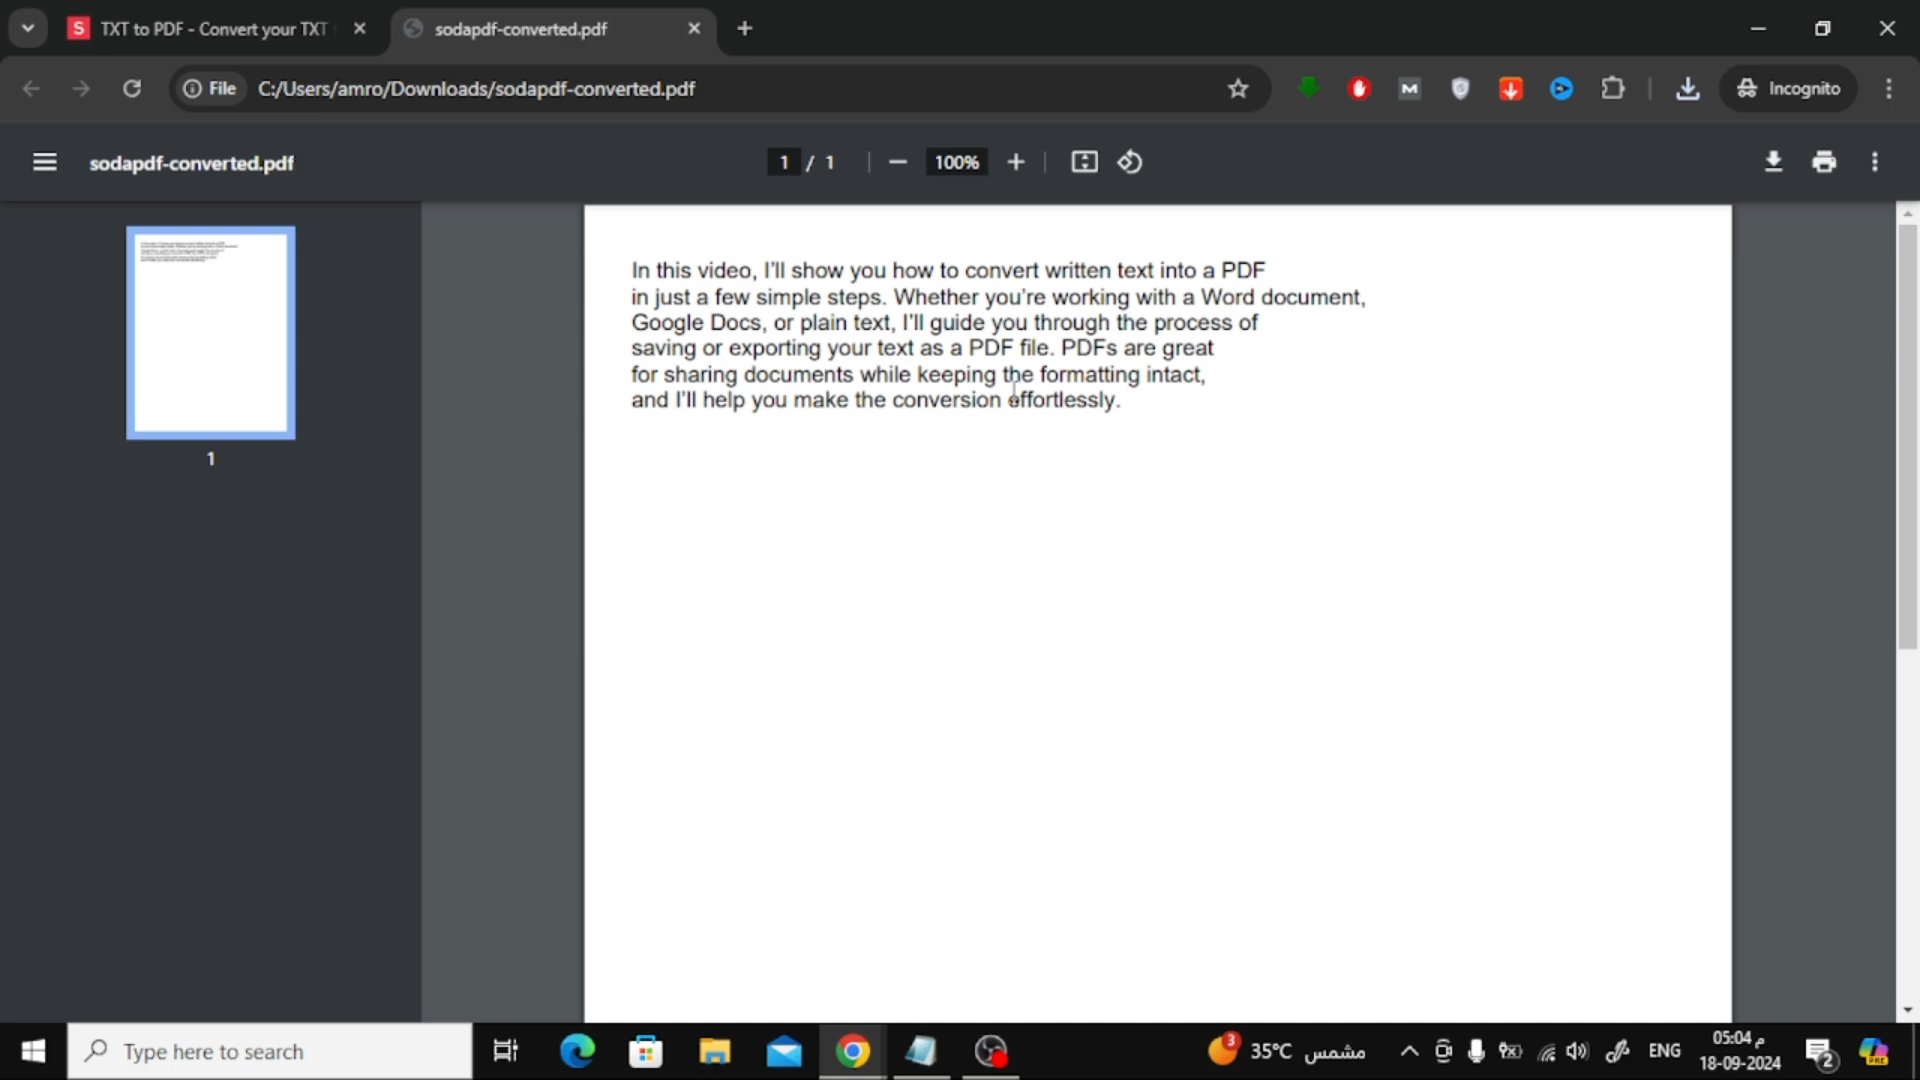 TXT to PDF - Convert your TXT
sodapdf-converted.pdf
File
C:/Users/amro/Downloads/sodapdf-converted.pdf
Incognito
sodapdf-converted.pdf
1 / 1
100%
In this video, I'll show you how to convert written text into a PDF
in just a few simple steps. Whether you're working with a Word document,
Google Docs, or plain text, I'll guide you through the process of
saving or exporting your text as a PDF file. PDFs are great
for sharing documents while keeping the formatting intact,
and I'll help you make the conversion effortlessly.
1
Type here to search
3
35°C مشمس
ENG
05:04 م
18-09-2024
2
PRE